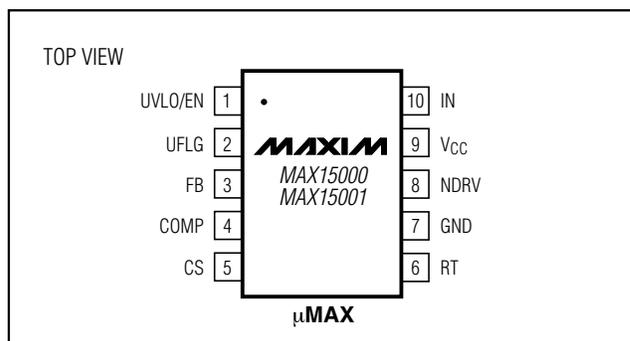 TOP VIEW
UVLO/EN 1
UFLG 2
FB 3
COMP 4
CS 5
MAXIM
MAX15000
MAX15001
10 IN
9 VCC
8 NDRV
7 GND
6 RT
μMAX